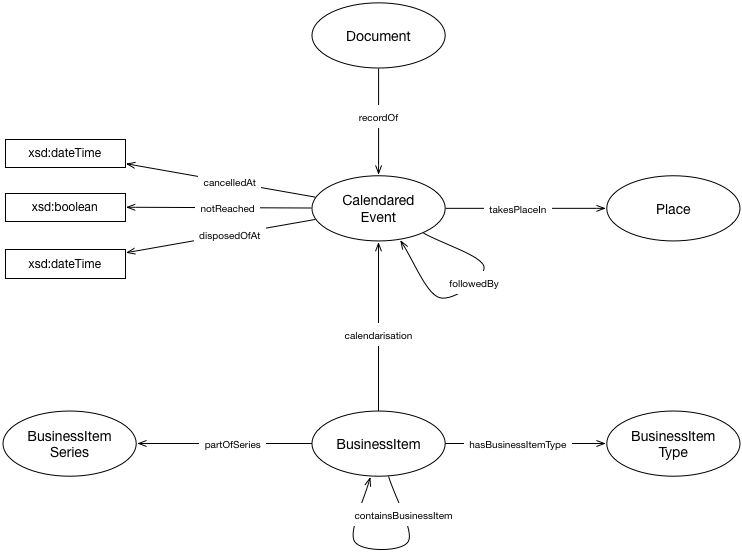 Document
recordOf
xsd:dateTime
cancelledAt
xsd:boolean
notReached
Calendared
Event
takesPlaceIn
Place
disposedOfAt
xsd:dateTime
followedBy
calendarisation
BusinessItem
Series
partOfSeries
BusinessItem
hasBusinessItemType
BusinessItem
Type
containsBusinessItem